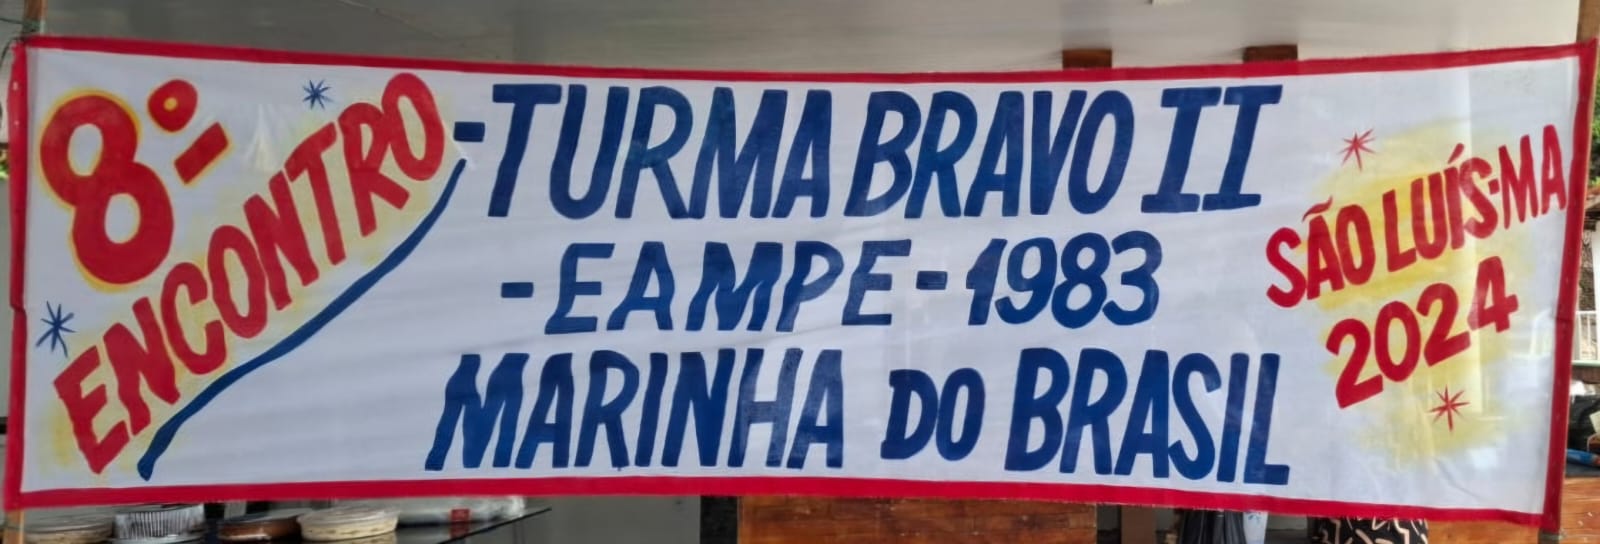 8º
ENCONTRO
-TURMA BRAVO II
-EAMPE-1983
MARINHA DO BRASIL
SÃO LUÍS-MA
2024